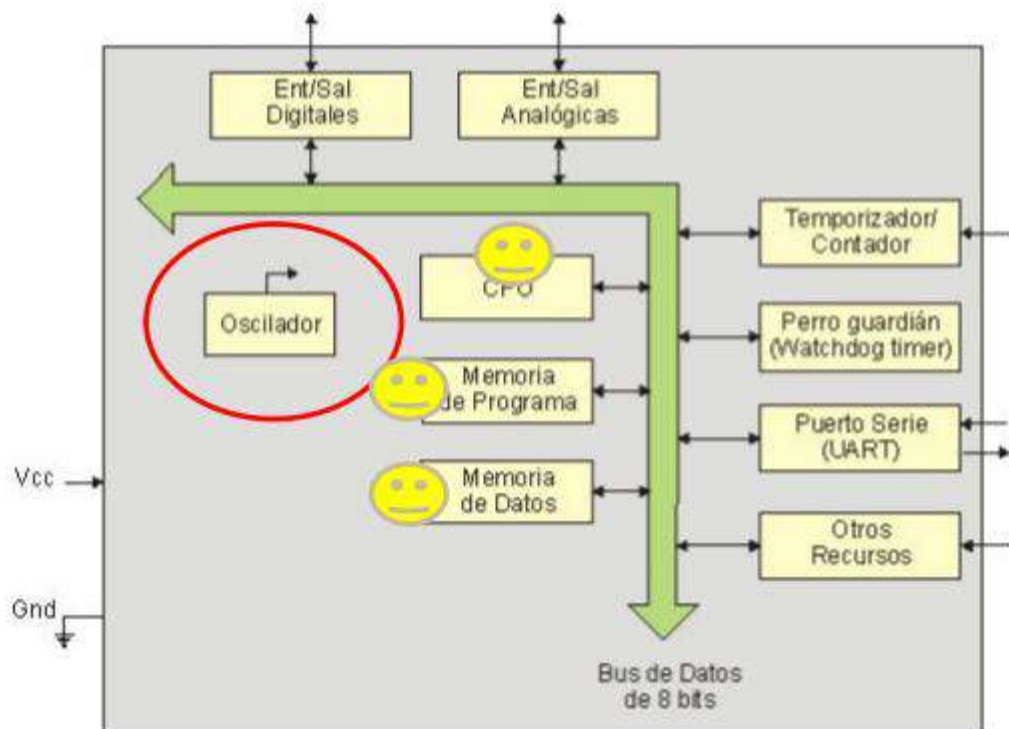 Ent/Sal
Digitales
Ent/Sal
Analógicas
Temporizador/
Contador
Oscilador
CPU
Perro guardián
(Watchdog timer)
Memoria
de Programa
Puerto Serie
(UART)
Memoria
de Datos
Vcc
Otros
Recursos
Gnd
Bus de Datos
de 8 bits